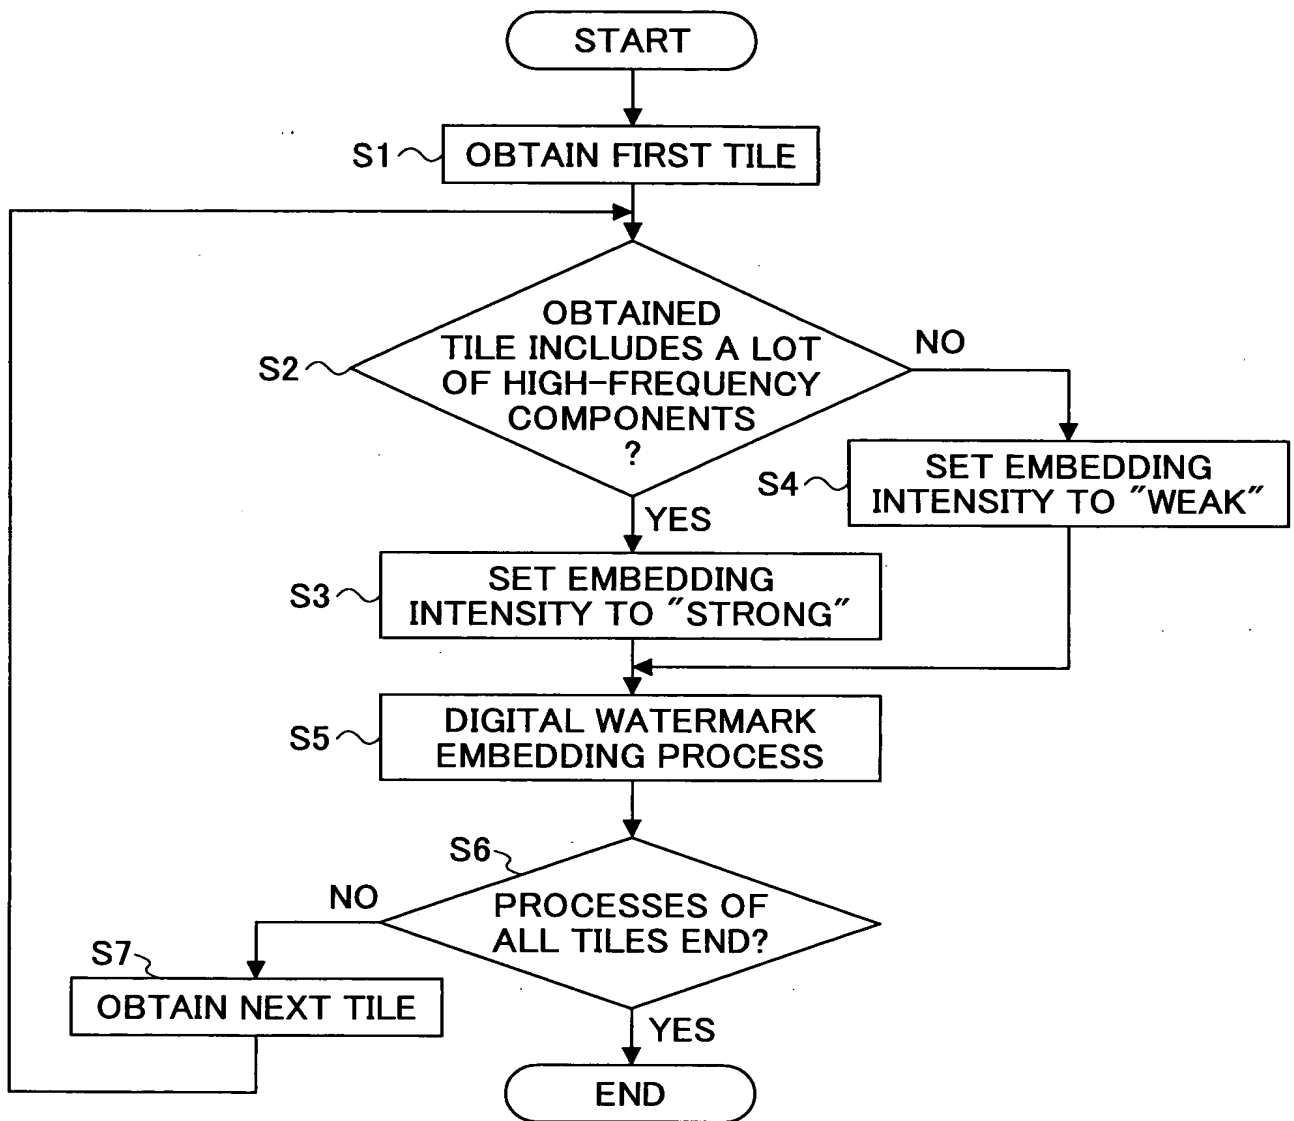 START
S1
OBTAIN FIRST TILE
OBTAINED
TILE INCLUDES A LOT
OF HIGH-FREQUENCY
COMPONENTS
?
S2
NO
S4
SET EMBEDDING
INTENSITY TO "WEAK"
YES
S3
SET EMBEDDING
INTENSITY TO "STRONG"
S5
DIGITAL WATERMARK
EMBEDDING PROCESS
S6
PROCESSES OF
ALL TILES END?
NO
S7
OBTAIN NEXT TILE
YES
END